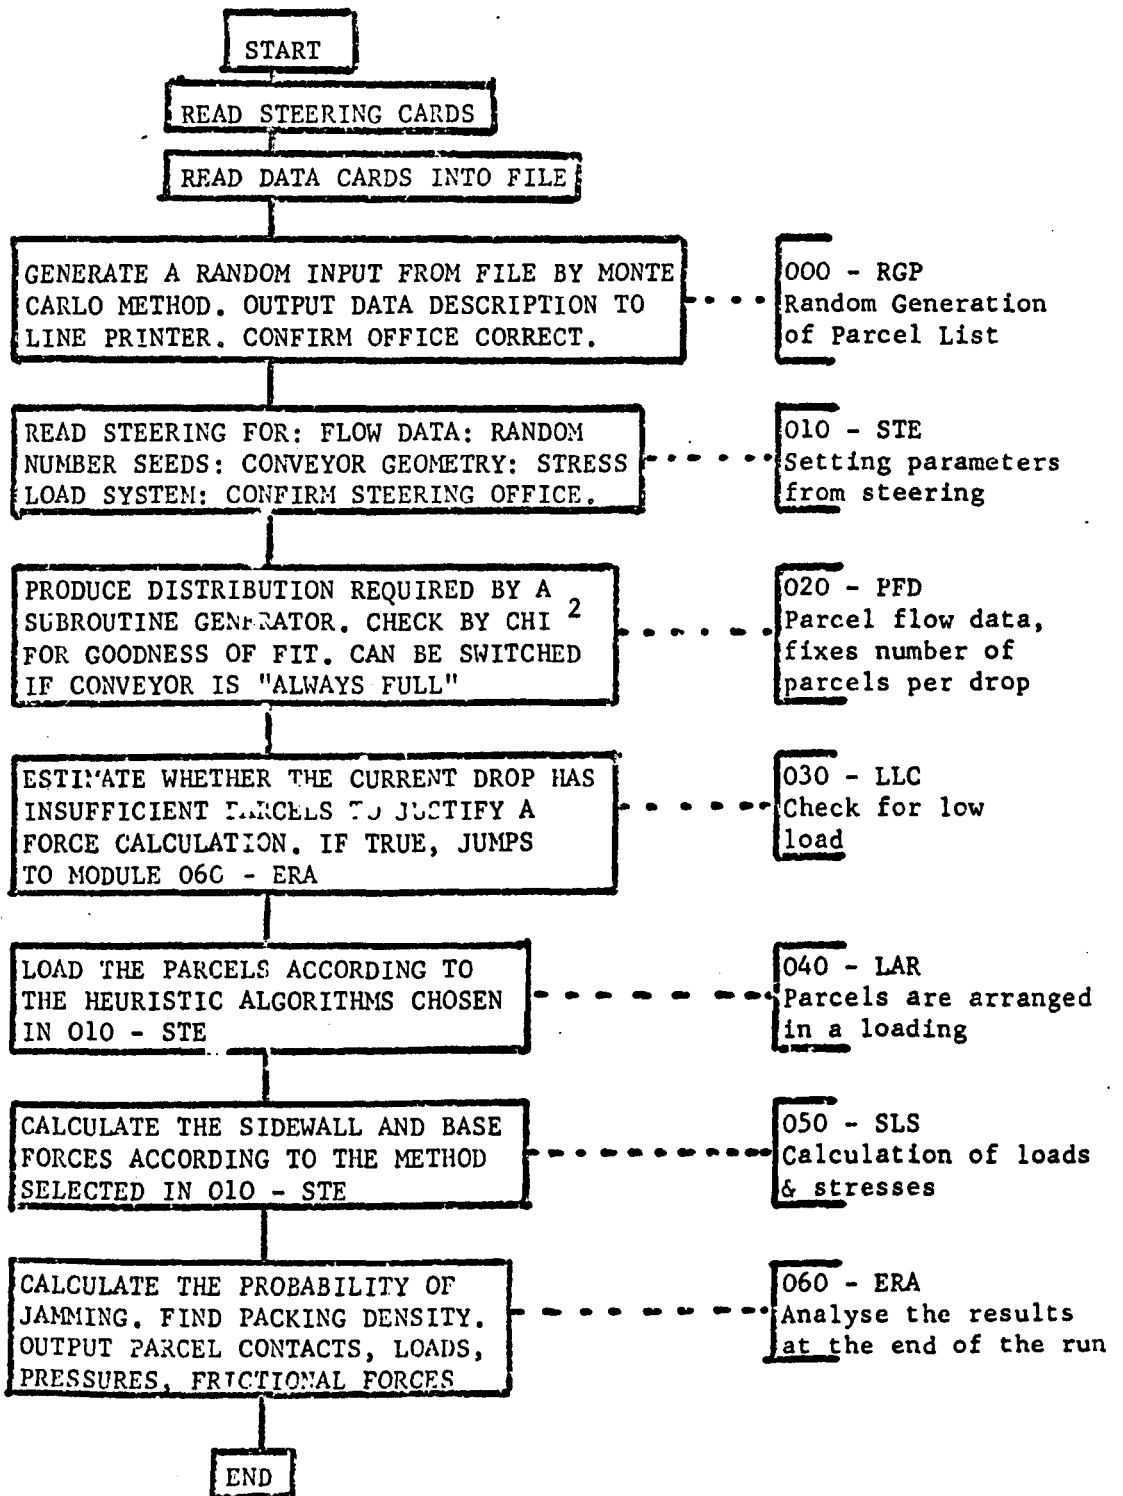 START
READ STEERING CARDS
READ DATA CARDS INTO FILE
GENERATE A RANDOM INPUT FROM FILE BY MONTE
CARLO METHOD. OUTPUT DATA DESCRIPTION TO
LINE PRINTER. CONFIRM OFFICE CORRECT.
000 - RGP
Random Generation
of Parcel List
READ STEERING FOR: FLOW DATA: RANDOM
NUMBER SEEDS: CONVEYOR GEOMETRY: STRESS
LOAD SYSTEM: CONFIRM STEERING OFFICE.
010 - STE
Setting parameters
from steering
PRODUCE DISTRIBUTION REQUIRED BY A
SUBROUTINE GENERATOR. CHECK BY CHI 2
FOR GOODNESS OF FIT. CAN BE SWITCHED
IF CONVEYOR IS "ALWAYS FULL"
020 - PFD
Parcel flow data,
fixes number of
parcels per drop
ESTIMATE WHETHER THE CURRENT DROP HAS
INSUFFICIENT PARCELS TO JUSTIFY A
FORCE CALCULATION. IF TRUE, JUMPS
TO MODULE 060 - ERA
030 - LLC
Check for low
load
LOAD THE PARCELS ACCORDING TO
THE HEURISTIC ALGORITHMS CHOSEN
IN 010 - STE
040 - LAR
Parcels are arranged
in a loading
CALCULATE THE SIDEWALL AND BASE
FORCES ACCORDING TO THE METHOD
SELECTED IN 010 - STE
050 - SLS
Calculation of loads
& stresses
CALCULATE THE PROBABILITY OF
JAMMING. FIND PACKING DENSITY.
OUTPUT PARCEL CONTACTS, LOADS,
PRESSURES, FRICTIONAL FORCES
060 - ERA
Analyse the results
at the end of the run
END